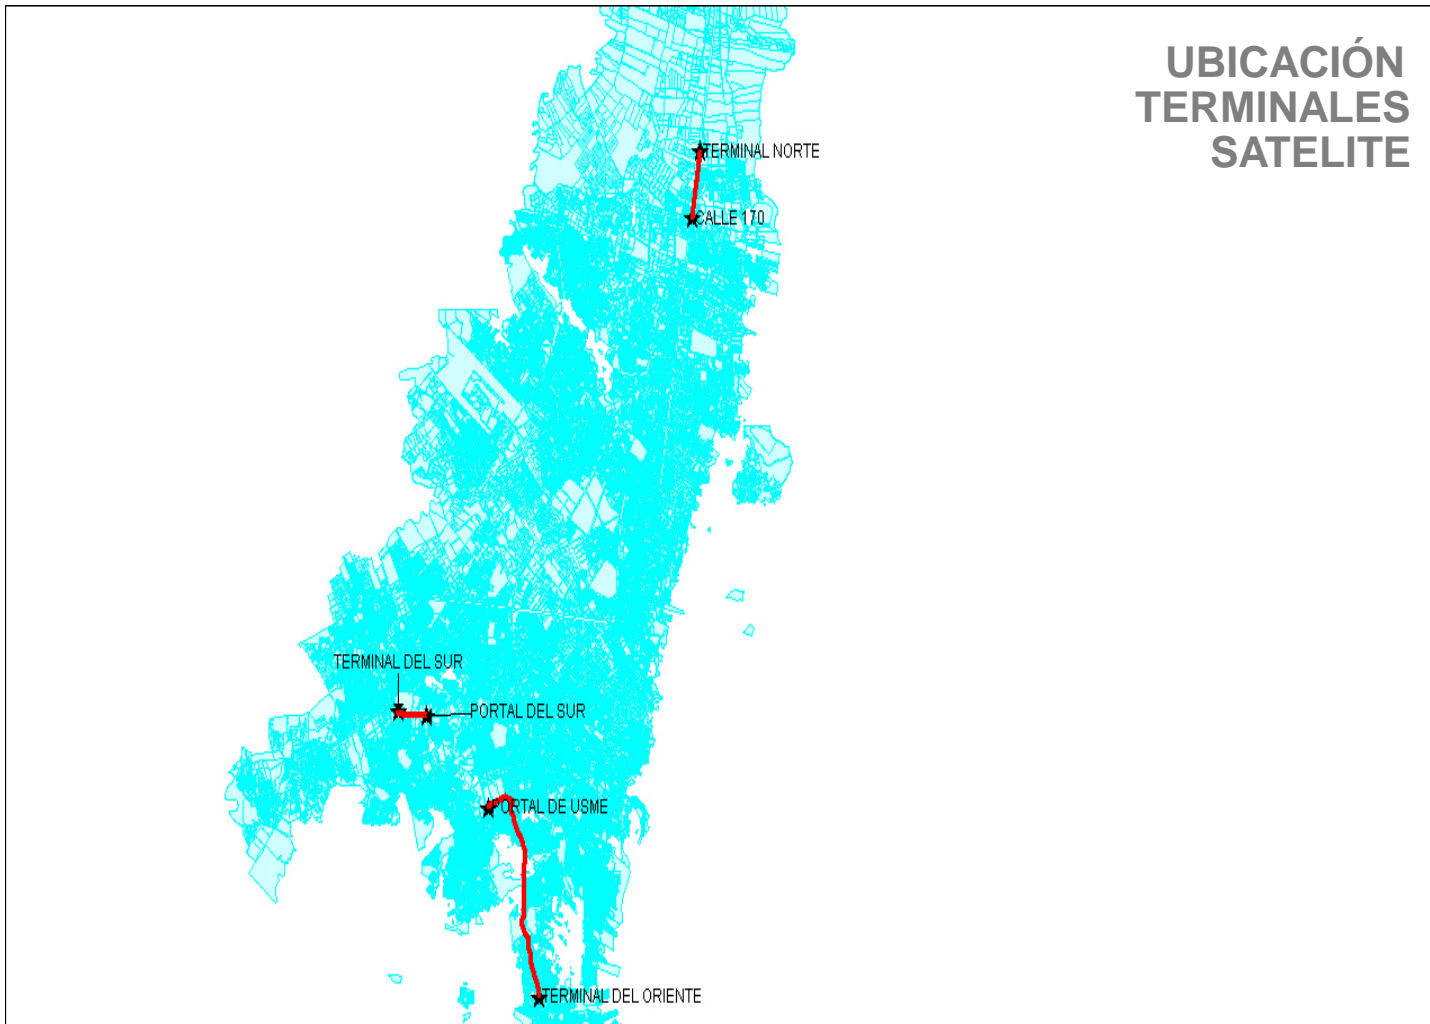 UBICACIÓN
TERMINALES
SATELITE
TERMINAL NORTE
CALLE 170
TERMINAL DEL SUR
PORTAL DEL SUR
PORTAL DE USME
TERMINAL DEL ORIENTE